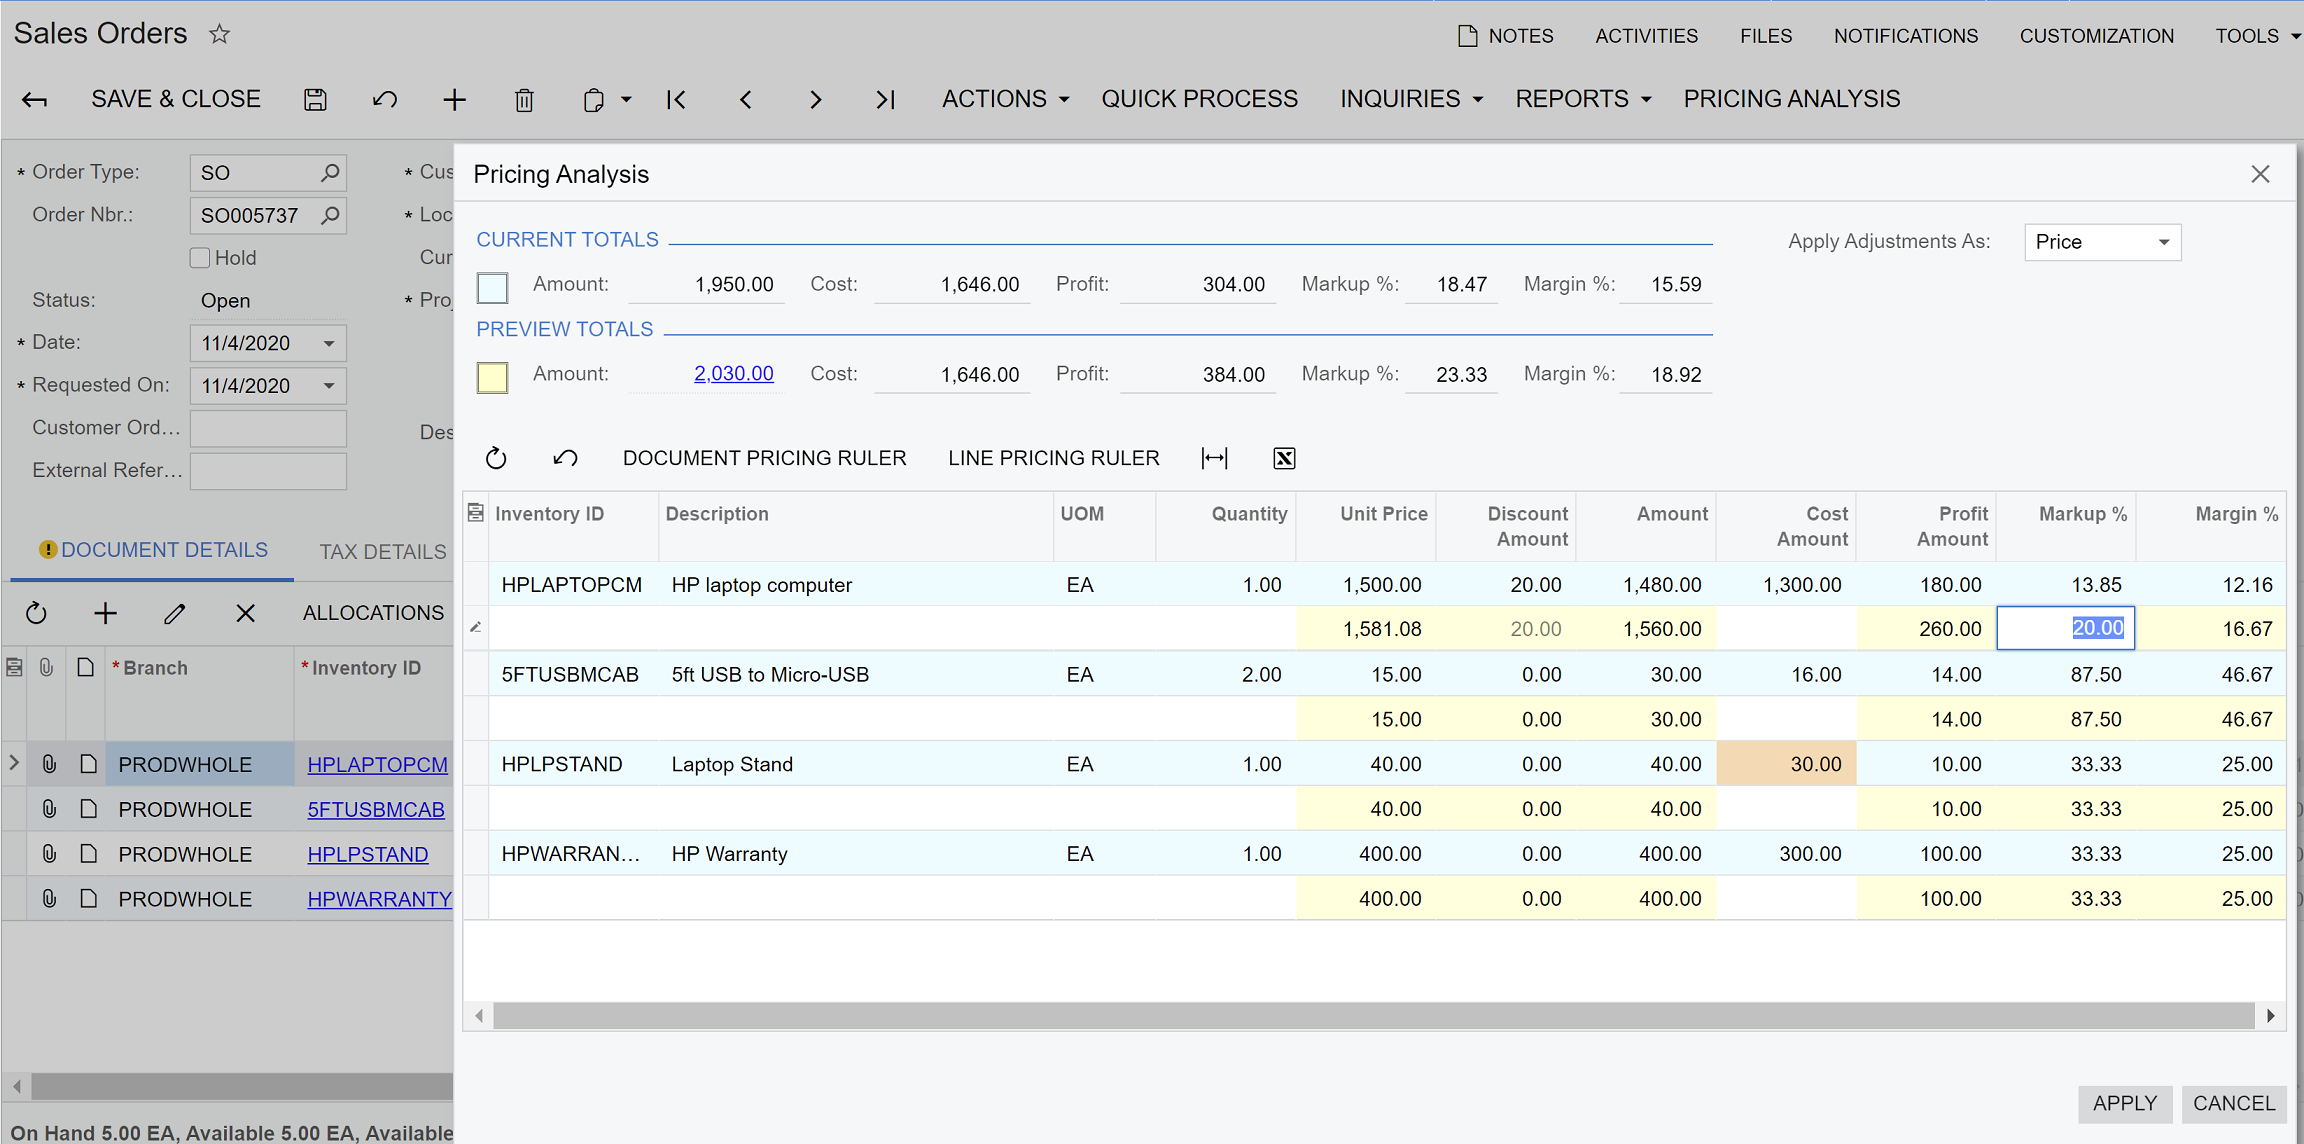 Sales Orders
NOTES ACTIVITIES FILES NOTIFICATIONS CUSTOMIZATION TOOLS
SAVE & CLOSE ACTIONS QUICK PROCESS INQUIRIES REPORTS PRICING ANALYSIS
* Order Type: SO * Cus
Order Nbr.: SO005737 * Loc
Hold Cur
Status: Open * Pro
* Date: 11/4/2020
* Requested On: 11/4/2020
Customer Ord... Des
External Refer...
DOCUMENT DETAILS TAX DETAILS
ALLOCATIONS
* Branch * Inventory ID
PRODWHOLE HPLAPTOPCM
PRODWHOLE 5FTUSBMCAB
PRODWHOLE HPLPSTAND
PRODWHOLE HPWARRANTY
On Hand 5.00 EA, Available 5.00 EA, Available
Pricing Analysis
CURRENT TOTALS
Apply Adjustments As: Price
Amount: 1,950.00 Cost: 1,646.00 Profit: 304.00 Markup %: 18.47 Margin %: 15.59
PREVIEW TOTALS
Amount: 2,030.00 Cost: 1,646.00 Profit: 384.00 Markup %: 23.33 Margin %: 18.92
DOCUMENT PRICING RULER LINE PRICING RULER
Inventory ID Description UOM Quantity Unit Price Discount Amount Amount Cost Amount Profit Amount Markup % Margin %
HPLAPTOPCM HP laptop computer EA 1.00 1,500.00 20.00 1,480.00 1,300.00 180.00 13.85 12.16
1,581.08 20.00 1,560.00 260.00 20.00 16.67
5FTUSBMCAB 5ft USB to Micro-USB EA 2.00 15.00 0.00 30.00 16.00 14.00 87.50 46.67
15.00 0.00 30.00 14.00 87.50 46.67
HPLPSTAND Laptop Stand EA 1.00 40.00 0.00 40.00 30.00 10.00 33.33 25.00
40.00 0.00 40.00 10.00 33.33 25.00
HPWARRAN... HP Warranty EA 1.00 400.00 0.00 400.00 300.00 100.00 33.33 25.00
400.00 0.00 400.00 100.00 33.33 25.00
APPLY CANCEL